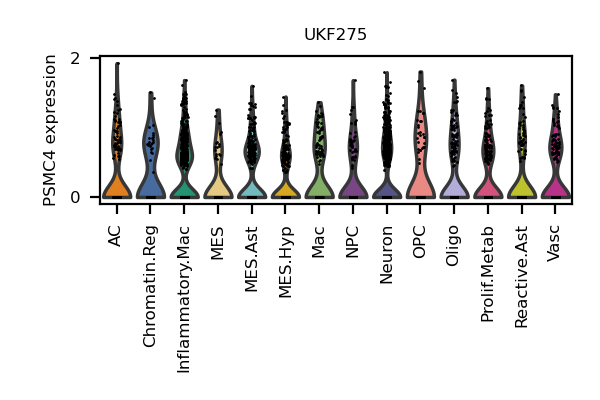 UKF275
PSMC4 expression
2
0
AC
Chromatin.Reg
Inflammatory.Mac
MES
MES.Ast
MES.Hyp
Mac
NPC
Neuron
OPC
Oligo
Prolif.Metab
Reactive.Ast
Vasc